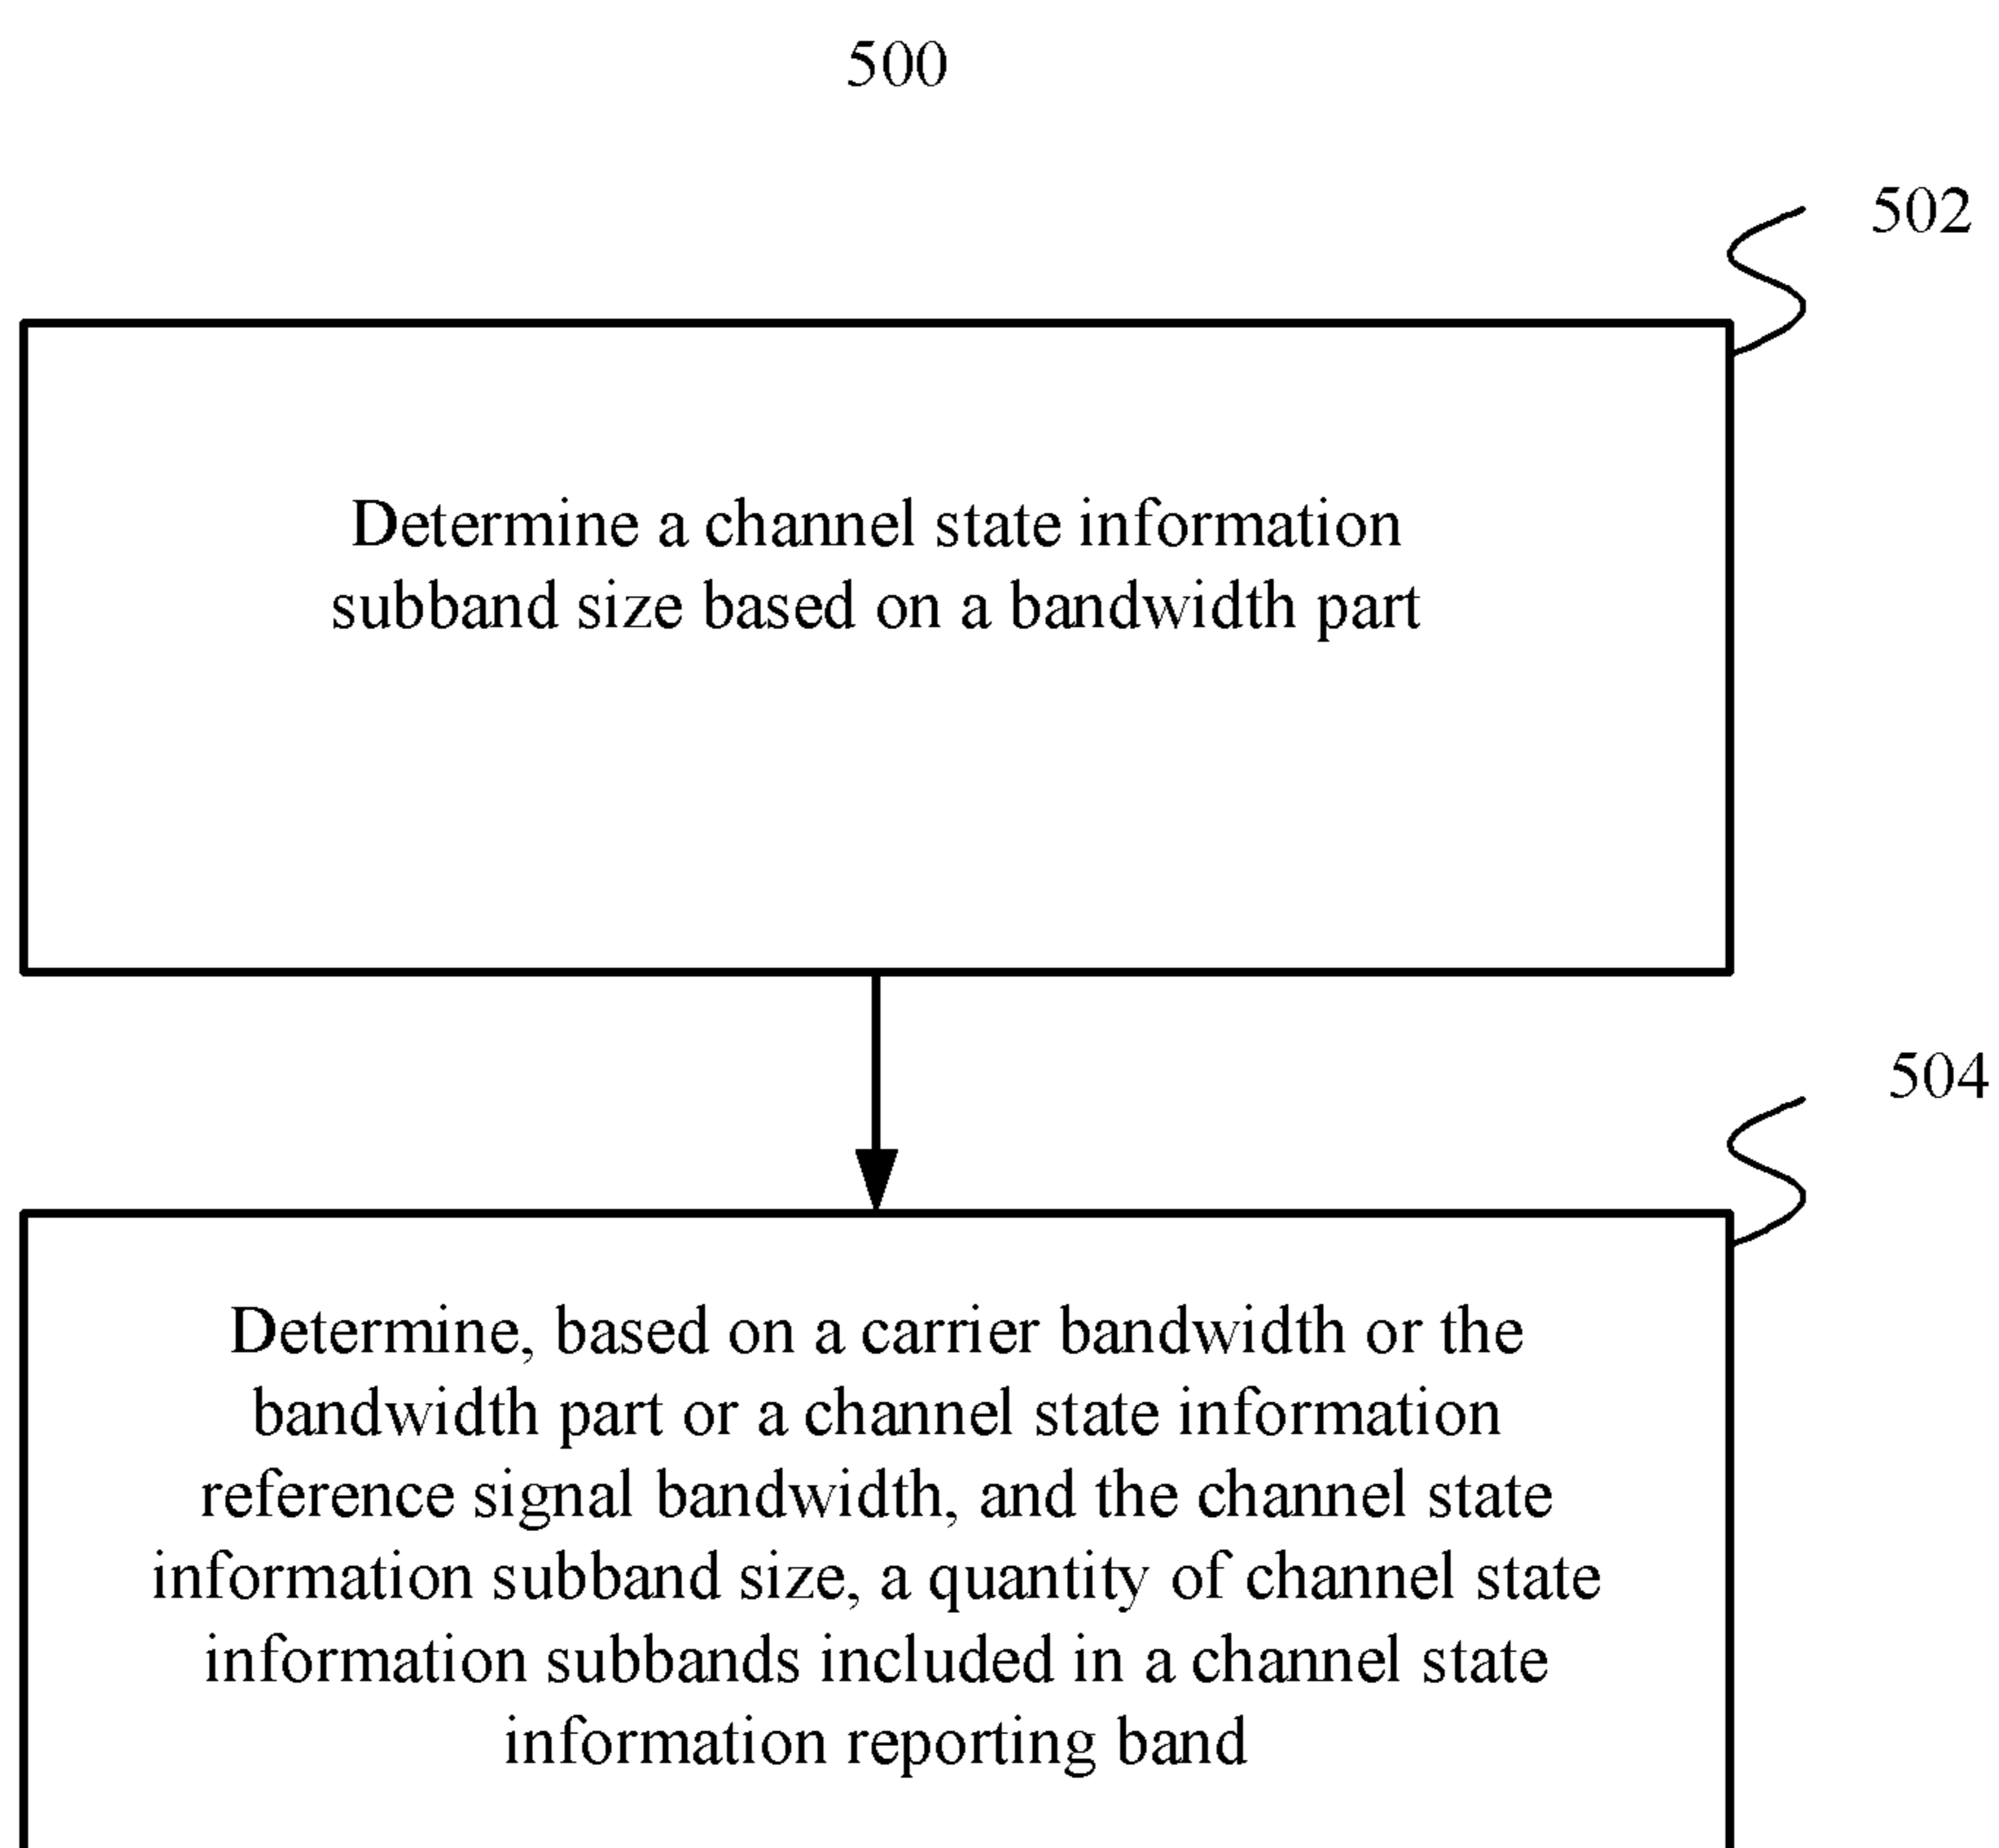 500
502
Determine a channel state information
subband size based on a bandwidth part
504
Determine, based on a carrier bandwidth or the
bandwidth part or a channel state information
reference signal bandwidth, and the channel state
information subband size, a quantity of channel state
information subbands included in a channel state
information reporting band